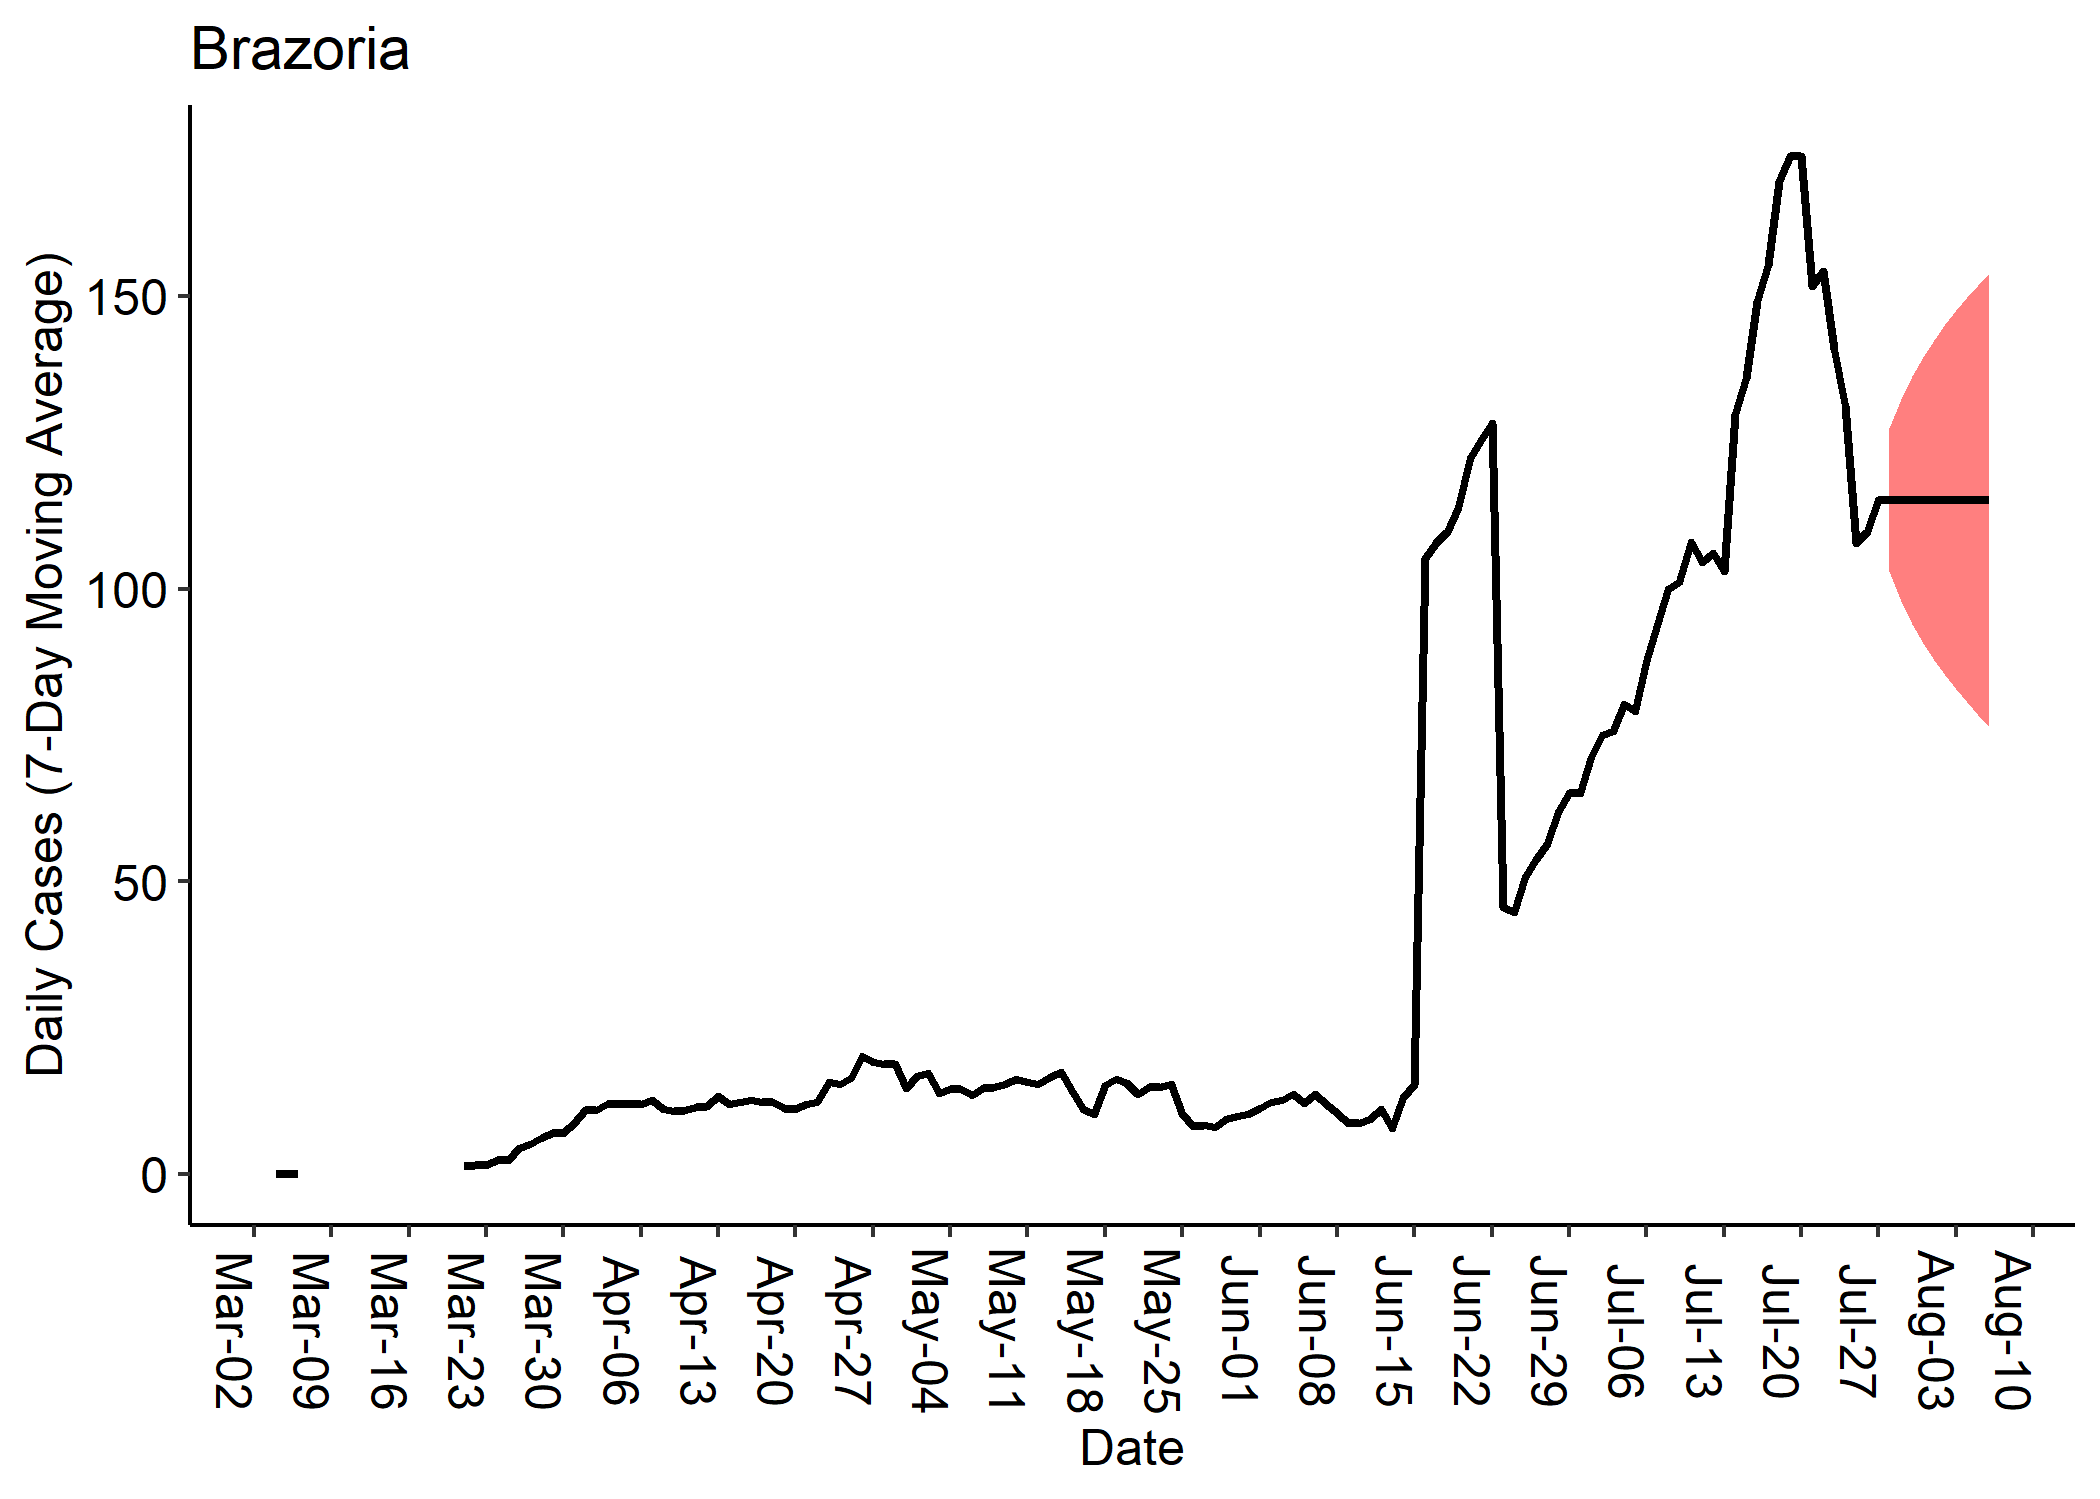 Brazoria
Daily Cases (7-Day Moving Average)
150
100
50
0
Mar-02
Mar-09
Mar-16
Mar-23
Mar-30
Apr-06
Apr-13
Apr-20
Apr-27
May-04
May-11
May-18
May-25
Jun-01
Jun-08
Jun-15
Jun-22
Jun-29
Jul-06
Jul-13
Jul-20
Jul-27
Aug-03
Aug-10
Date